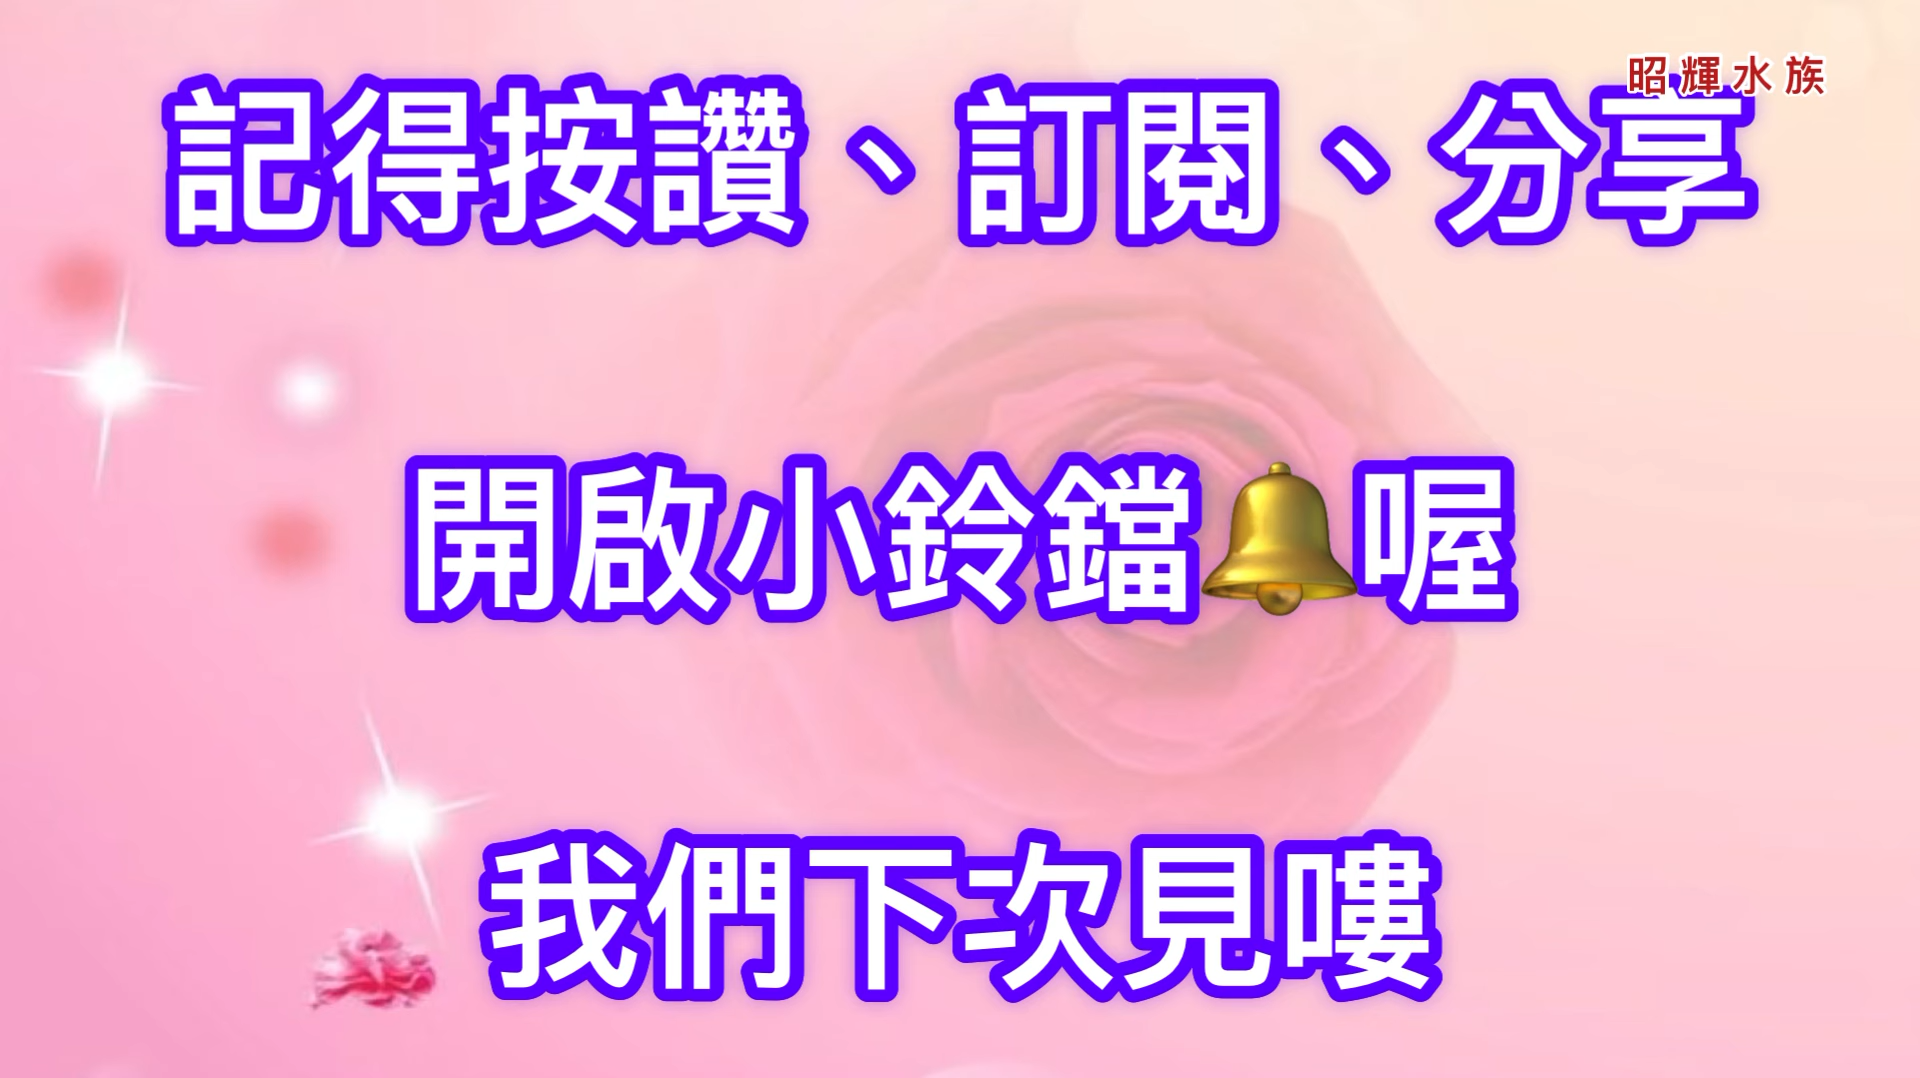 昭輝水族
記得按讚、訂閱、分享
開啟小鈴鐺🔔喔
我們下次見嘍